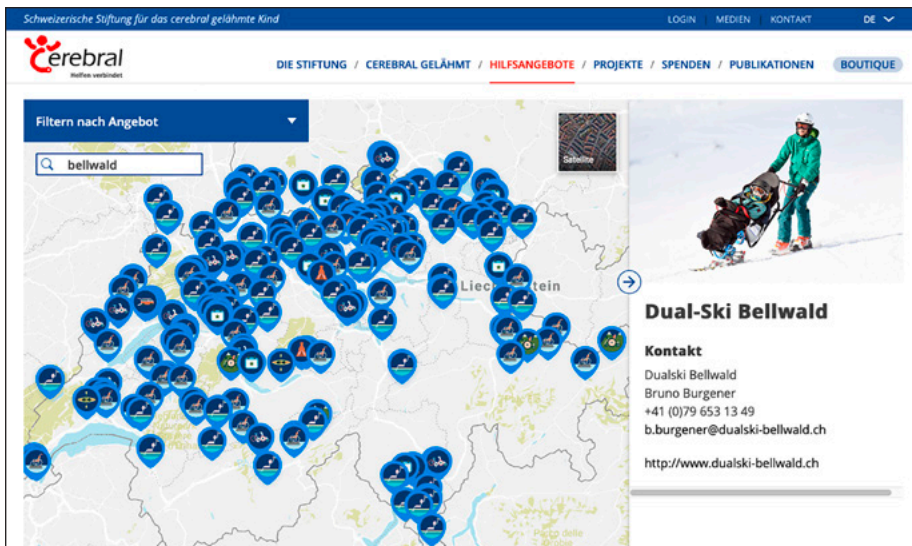 Schweizerische Stiftung für das cerebral gelähmte Kind
LOGIN | MEDIEN | KONTAKT DE
Cerebral
Helfen verbindet
DIE STIFTUNG / CEREBRAL GELÄHMT / HILFSANGEBOTE / PROJEKTE / SPENDEN / PUBLIKATIONEN BOUTIQUE
Filtern nach Angebot
bellwald
Satellite
Dual-Ski Bellwald
Kontakt
Dualski Bellwald
Bruno Burgener
+41 (0)79 653 13 49
b.burgener@dualski-bellwald.ch
http://www.dualski-bellwald.ch